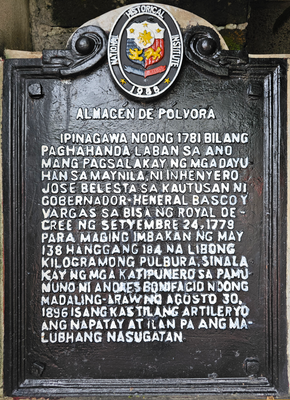 NATIONAL HISTORICAL INSTITUTE
1988
ALMACEN DE POLVORA
IPINAGAWA NOONG 1781 BILANG
PAGHAHANDA LABAN SA ANO
MANG PAGSALAKAY NG MGA DAYU
HAN SA MAYNILA, NI INHENYERO
JOSE BELESTA SA KAUTUSAN NI
GOBERNADOR-HENERAL BASCO Y
VARGAS SA BISA NG ROYAL DE-
CREE NG SETYEMBRE 24, 1779
PARA MAGING IMBAKAN NG MAY
138 HANGGANG 184 NA LIBONG
KILOGRAMONG PULBURA, SINALA
KAY NG MGA KATIPUNERO SA PAMU
MUNO NI ANDRES BONIFACIO NOONG
MADALING-ARAW NG AGOSTO 30,
1896 ISANG KASTILANG ARTILERYO
ANG NAPATAY AT ILAN PA ANG MA-
LUBHANG NASUGATAN.